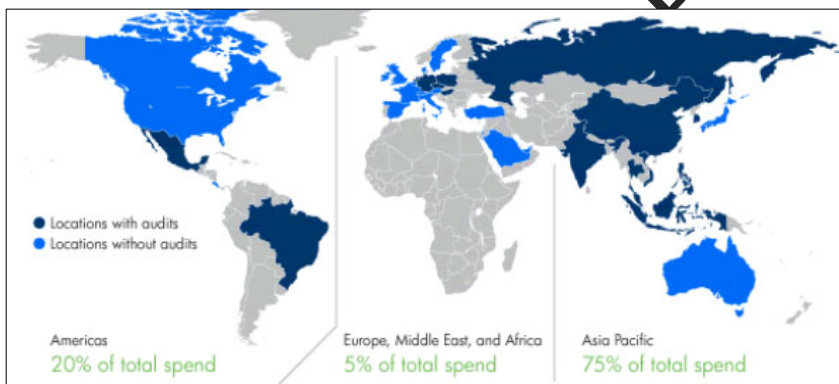 Locations with audits
Locations without audits
Americas
20% of total spend
Europe, Middle East, and Africa
5% of total spend
Asia Pacific
75% of total spend